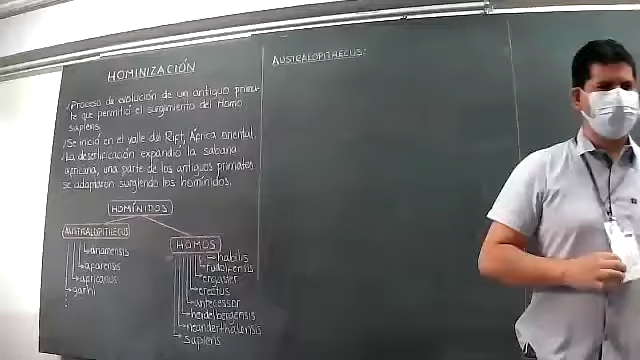 HOMINIZACIÓN
Proceso de evolución de un antiguo prima-
te que permitió el surgimiento del Homo
sapiens.
Se inició en el valle del Rift, África oriental.
La desertificación expandió la sabana
africana, una parte de los antiguos primates
se adaptaron surgiendo los homínidos.
HOMÍNIDOS
AUSTRALOPITHECUS
anamensis
afarensis
africanus
garhi
HOMOS
habilis
rudolfensis
ergaster
erectus
antecessor
heidelbergensis
neanderthalensis
sapiens
AUSTRALOPITHECUS: